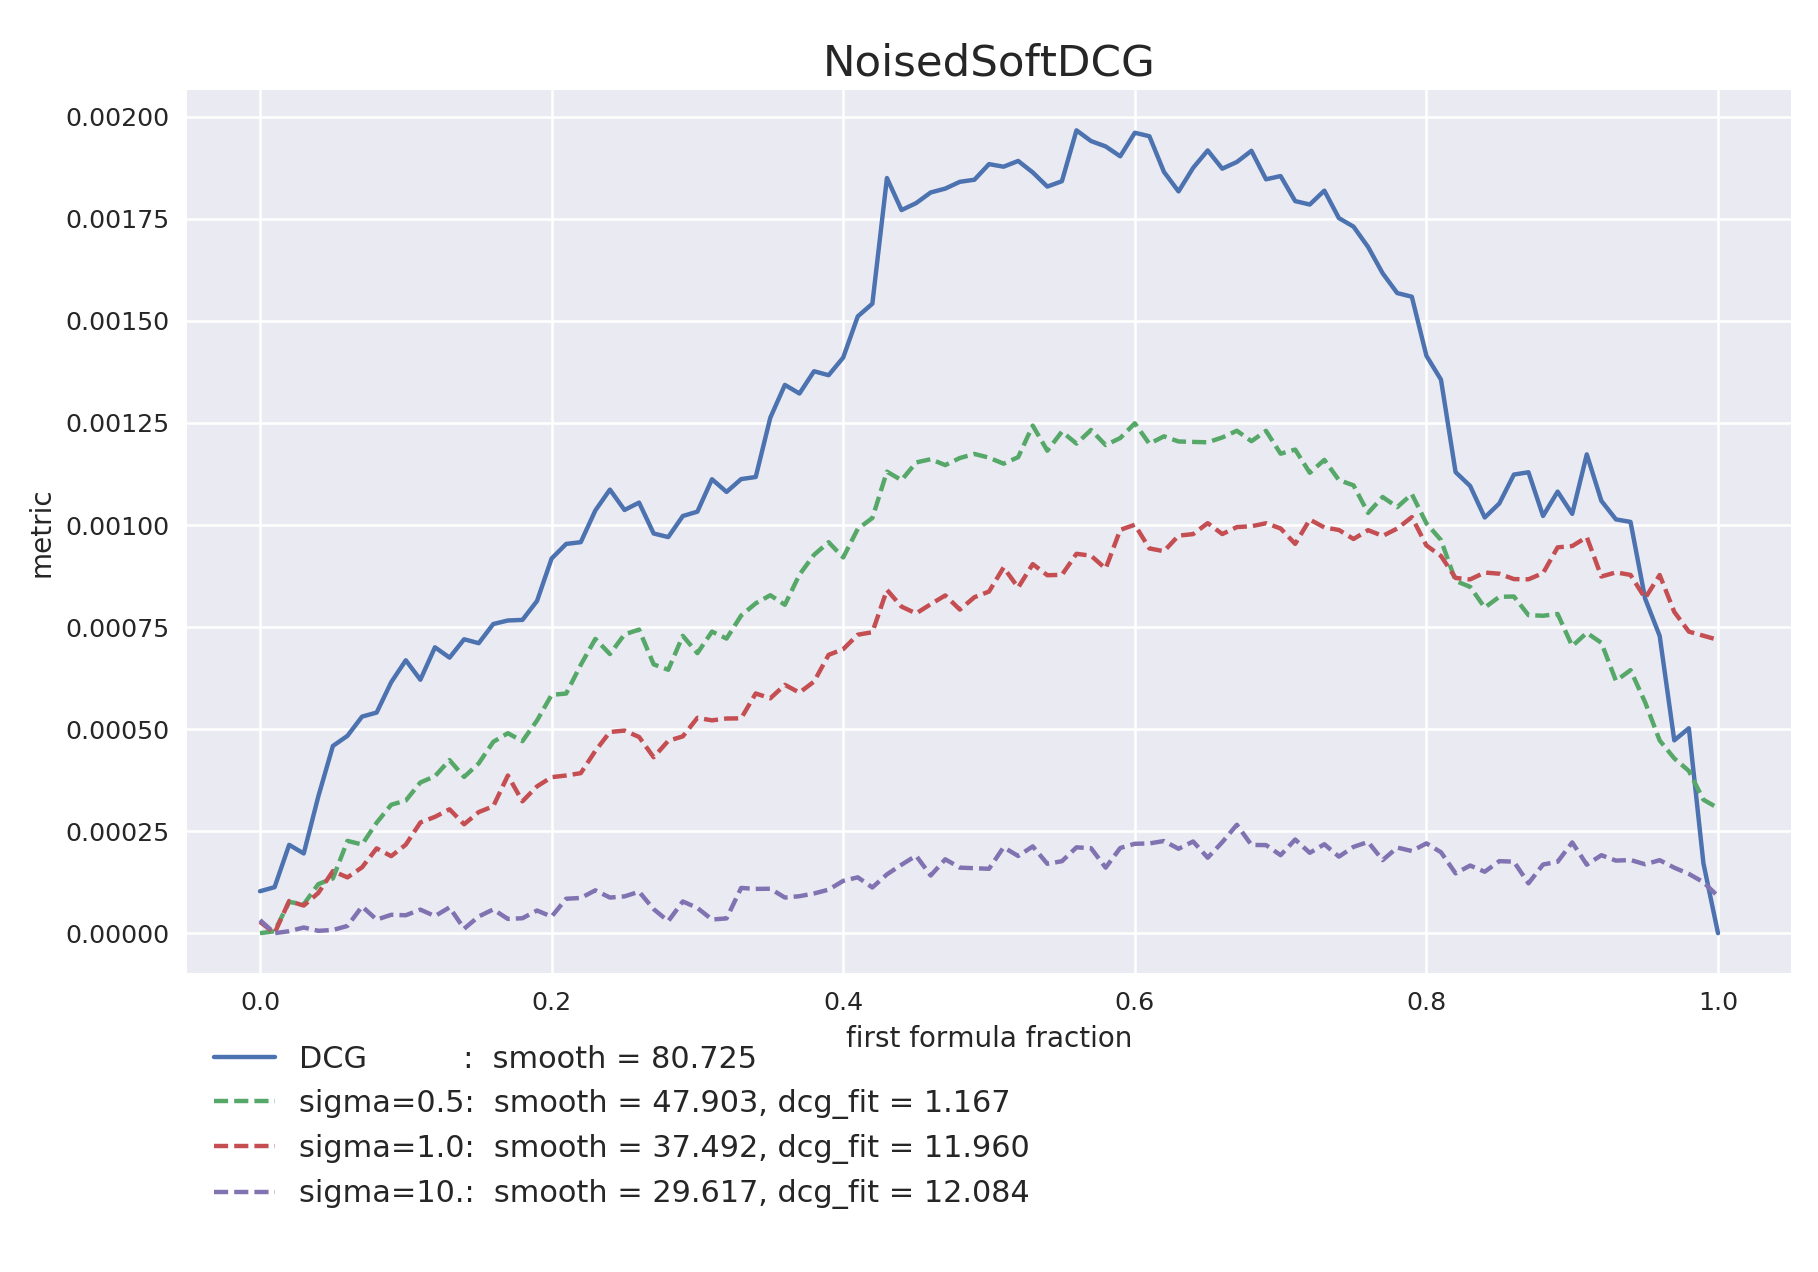 NoisedSoftDCG
0.00200
0.00175
0.00150
0.00125
0.00100
0.00075
0.00050
0.00025
0.00000
metric
0.0 0.2 0.4 0.6 0.8 1.0
first formula fraction
DCG : smooth = 80.725
sigma=0.5: smooth = 47.903, dcg_fit = 1.167
sigma=1.0: smooth = 37.492, dcg_fit = 11.960
sigma=10.: smooth = 29.617, dcg_fit = 12.084